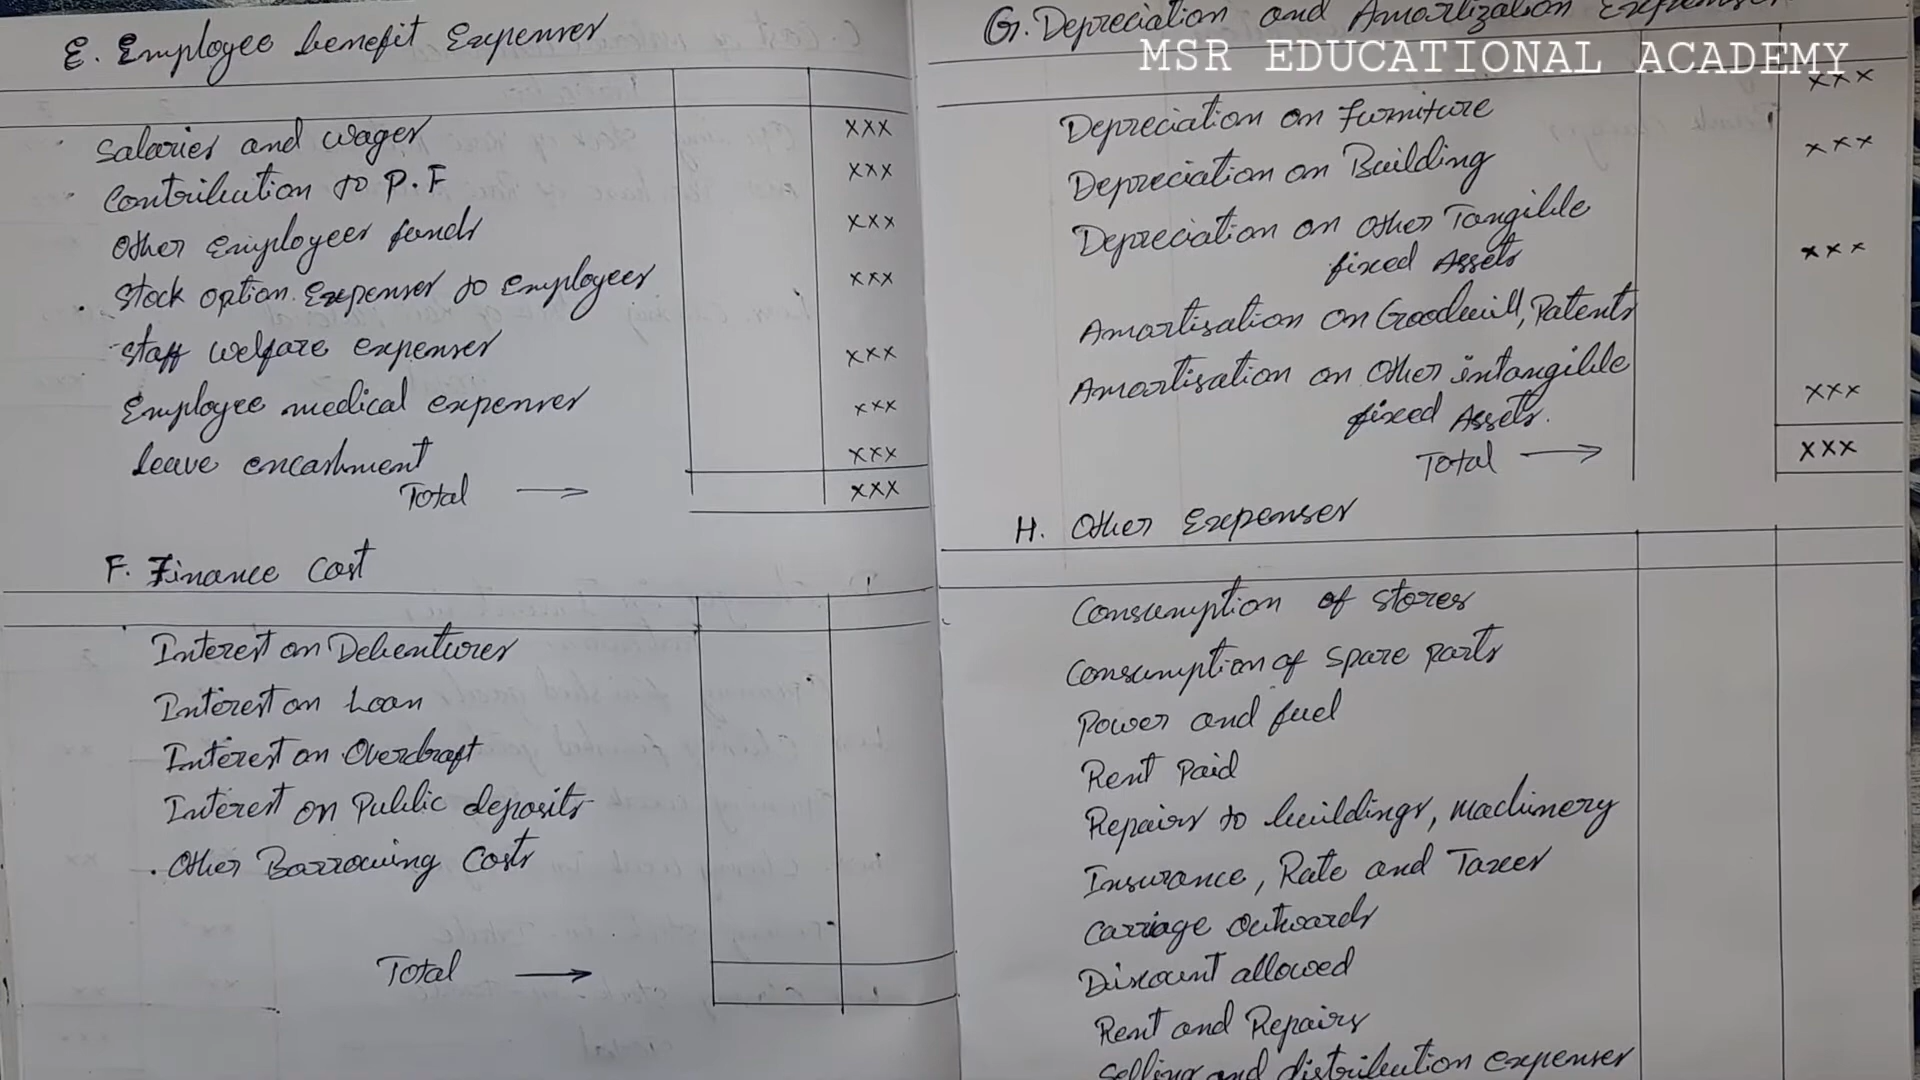 E. Employee benefit Expenses
Salaries and wages xxx
Contribution to P.F xxx
Other Employees funds xxx
Stock option Expenses to Employees xxx
Staff welfare expenses xxx
Employee medical expenses xxx
Leave encashment xxx
Total → xxx
F. Finance Cost
Interest on Debentures
Interest on Loan
Interest on Overdraft
Interest on Public deposits
Other Borrowing Costs
Total →
G. Depreciation and Amortization Expenses
MSR EDUCATIONAL ACADEMY
xxx
Depreciation on Furniture
Depreciation on Building xxx
Depreciation on Other Tangible
fixed Assets xxx
Amortisation on Goodwill, Patents
Amortisation on Other intangible
fixed Assets. xxx
Total → xxx
H. Other Expenses
Consumption of Stores
Consumption of Spare parts
Power and fuel
Rent Paid
Repairs to buildings, machinery
Insurance, Rate and Taxes
Carriage Outwards
Discount allowed
Rent and Repairs
Selling and distribution expenses